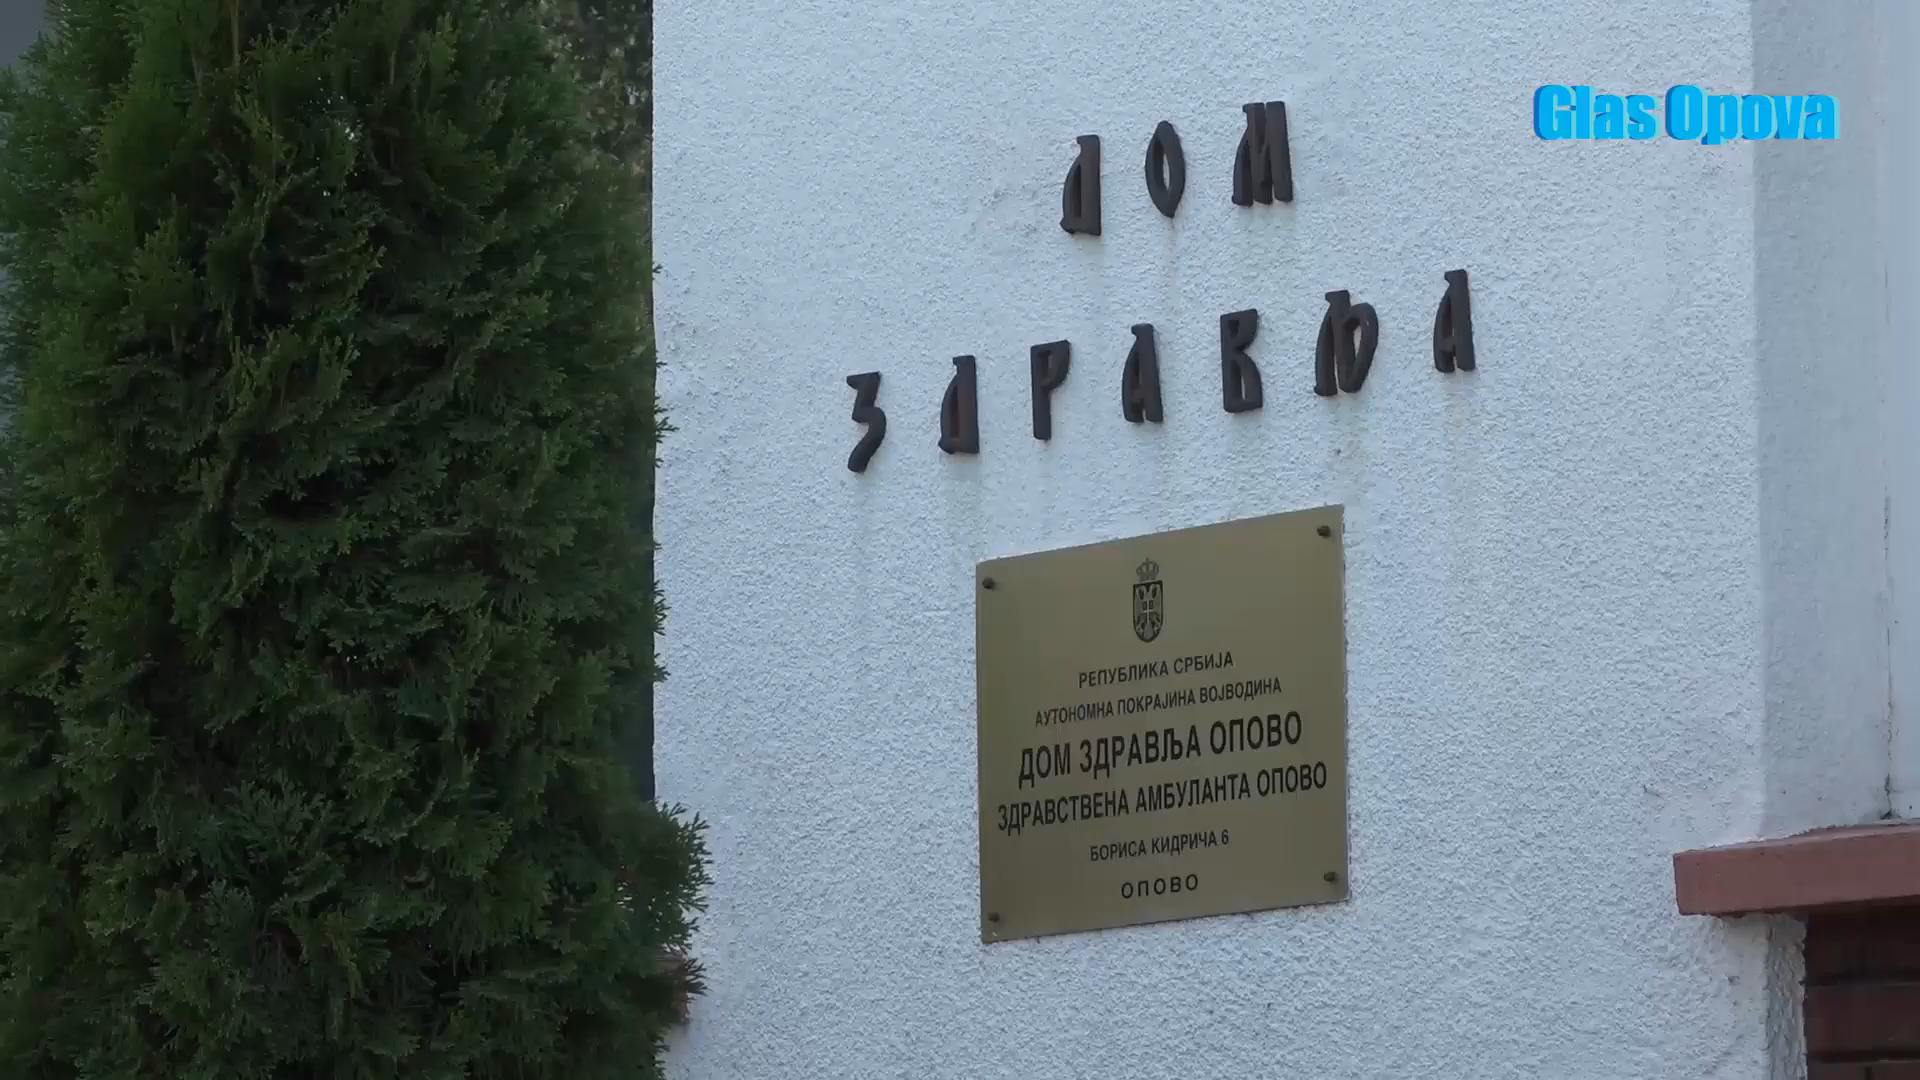 Glas Opova
ДОМ
ЗДРАВЉА
РЕПУБЛИКА СРБИЈА
АУТОНОМНА ПОКРАЈИНА ВОЈВОДИНА
ДОМ ЗДРАВЉА ОПОВО
ЗДРАВСТВЕНА АМБУЛАНТА ОПОВО
БОРИСА КИДРИЧА 6
ОПОВО